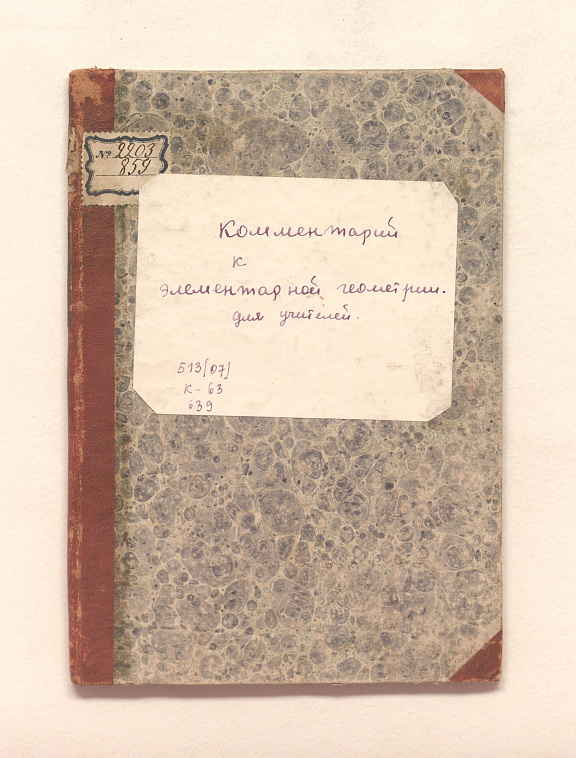 № 2203
859
Комментарий
к
элементарной геометрии.
для учителей.
513(07)
К-63
639